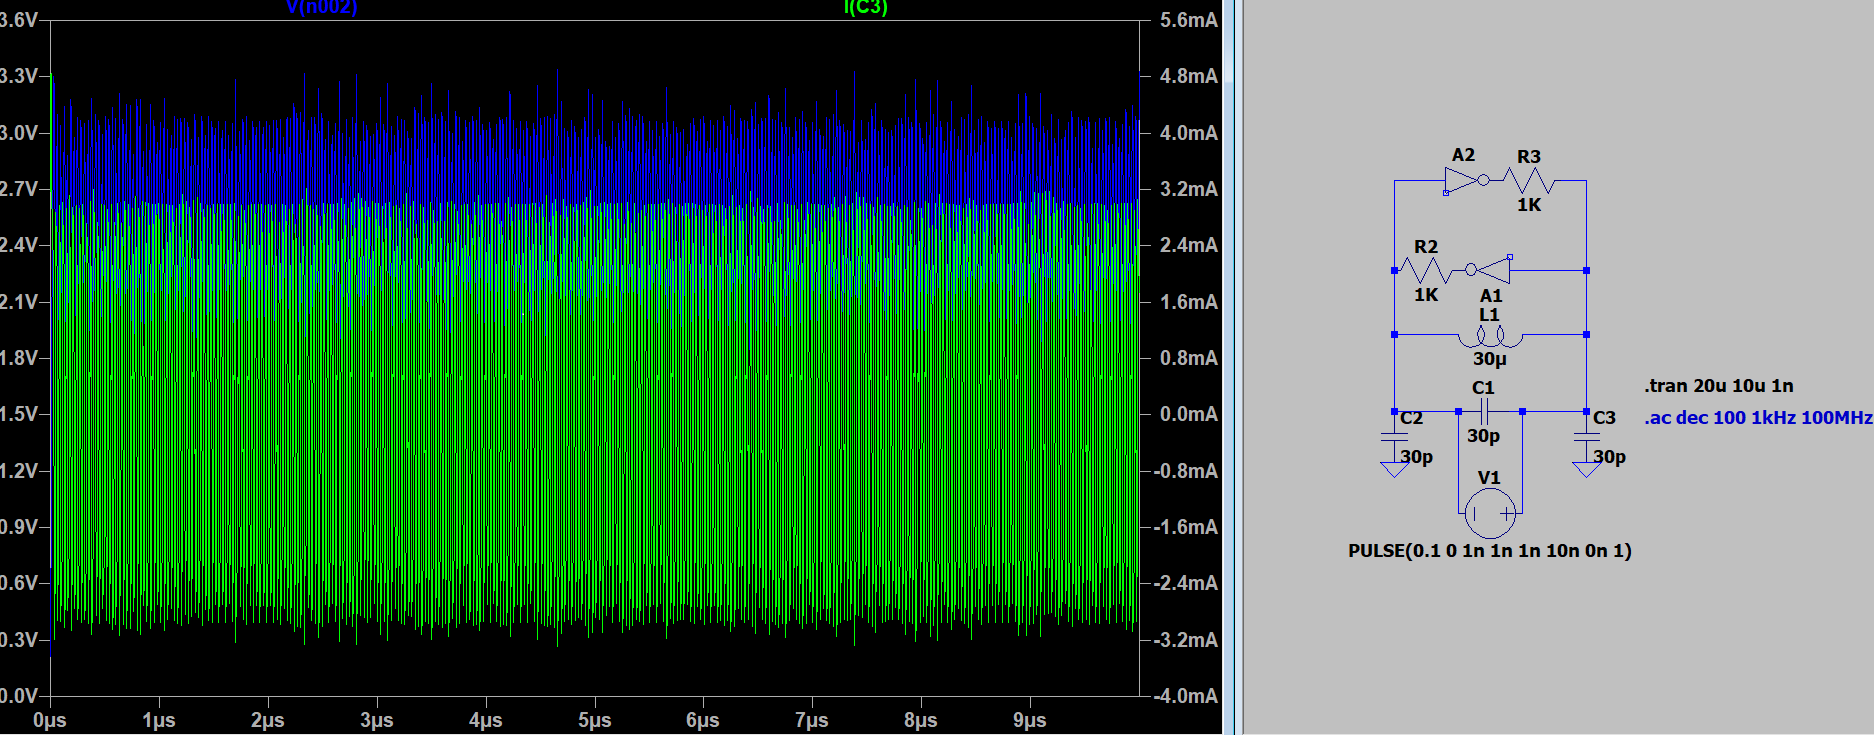 V(n002) I(C3)
3.6V 5.6mA
3.3V 4.8mA
3.0V 4.0mA
2.7V 3.2mA
2.4V 2.4mA
2.1V 1.6mA
1.8V 0.8mA
1.5V 0.0mA
1.2V -0.8mA
0.9V -1.6mA
0.6V -2.4mA
0.3V -3.2mA
0.0V -4.0mA
0µs 1µs 2µs 3µs 4µs 5µs 6µs 7µs 8µs 9µs
A2 R3
1K
R2
1K A1
L1
30µ
C1
.tran 20u 10u 1n
C2 C3 .ac dec 100 1kHz 100MHz
30p
30p 30p
V1
PULSE(0.1 0 1n 1n 1n 10n 0n 1)